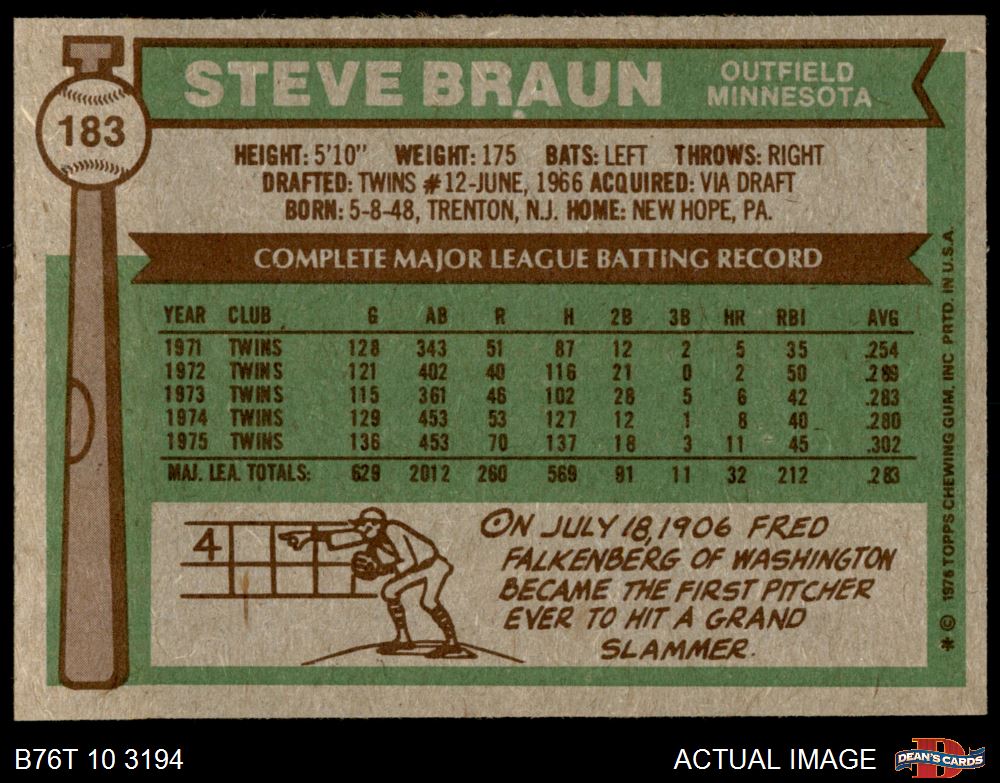 183
STEVE BRAUN
OUTFIELD
MINNESOTA
HEIGHT: 5'10" WEIGHT: 175 BATS: LEFT THROWS: RIGHT
DRAFTED: TWINS #12-JUNE, 1966 ACQUIRED: VIA DRAFT
BORN: 5-8-48, TRENTON, N.J. HOME: NEW HOPE, PA.
COMPLETE MAJOR LEAGUE BATTING RECORD
YEAR CLUB G AB R H 2B 3B HR RBI AVG
1971 TWINS 128 343 51 87 12 2 5 35 .254
1972 TWINS 121 402 40 116 21 0 2 50 .289
1973 TWINS 115 361 46 102 28 5 6 42 .283
1974 TWINS 129 453 53 127 12 1 8 40 .280
1975 TWINS 136 453 70 137 18 3 11 45 .302
MAJ. LEA. TOTALS: 629 2012 260 569 91 11 32 212 .283
4
ON JULY 18, 1906 FRED
FALKENBERG OF WASHINGTON
BECAME THE FIRST PITCHER
EVER TO HIT A GRAND
SLAMMER.
* © 1976 TOPPS CHEWING GUM, INC PRTD. IN U.S.A.
B76T 10 3194
ACTUAL IMAGE
DEAN'S CARDS